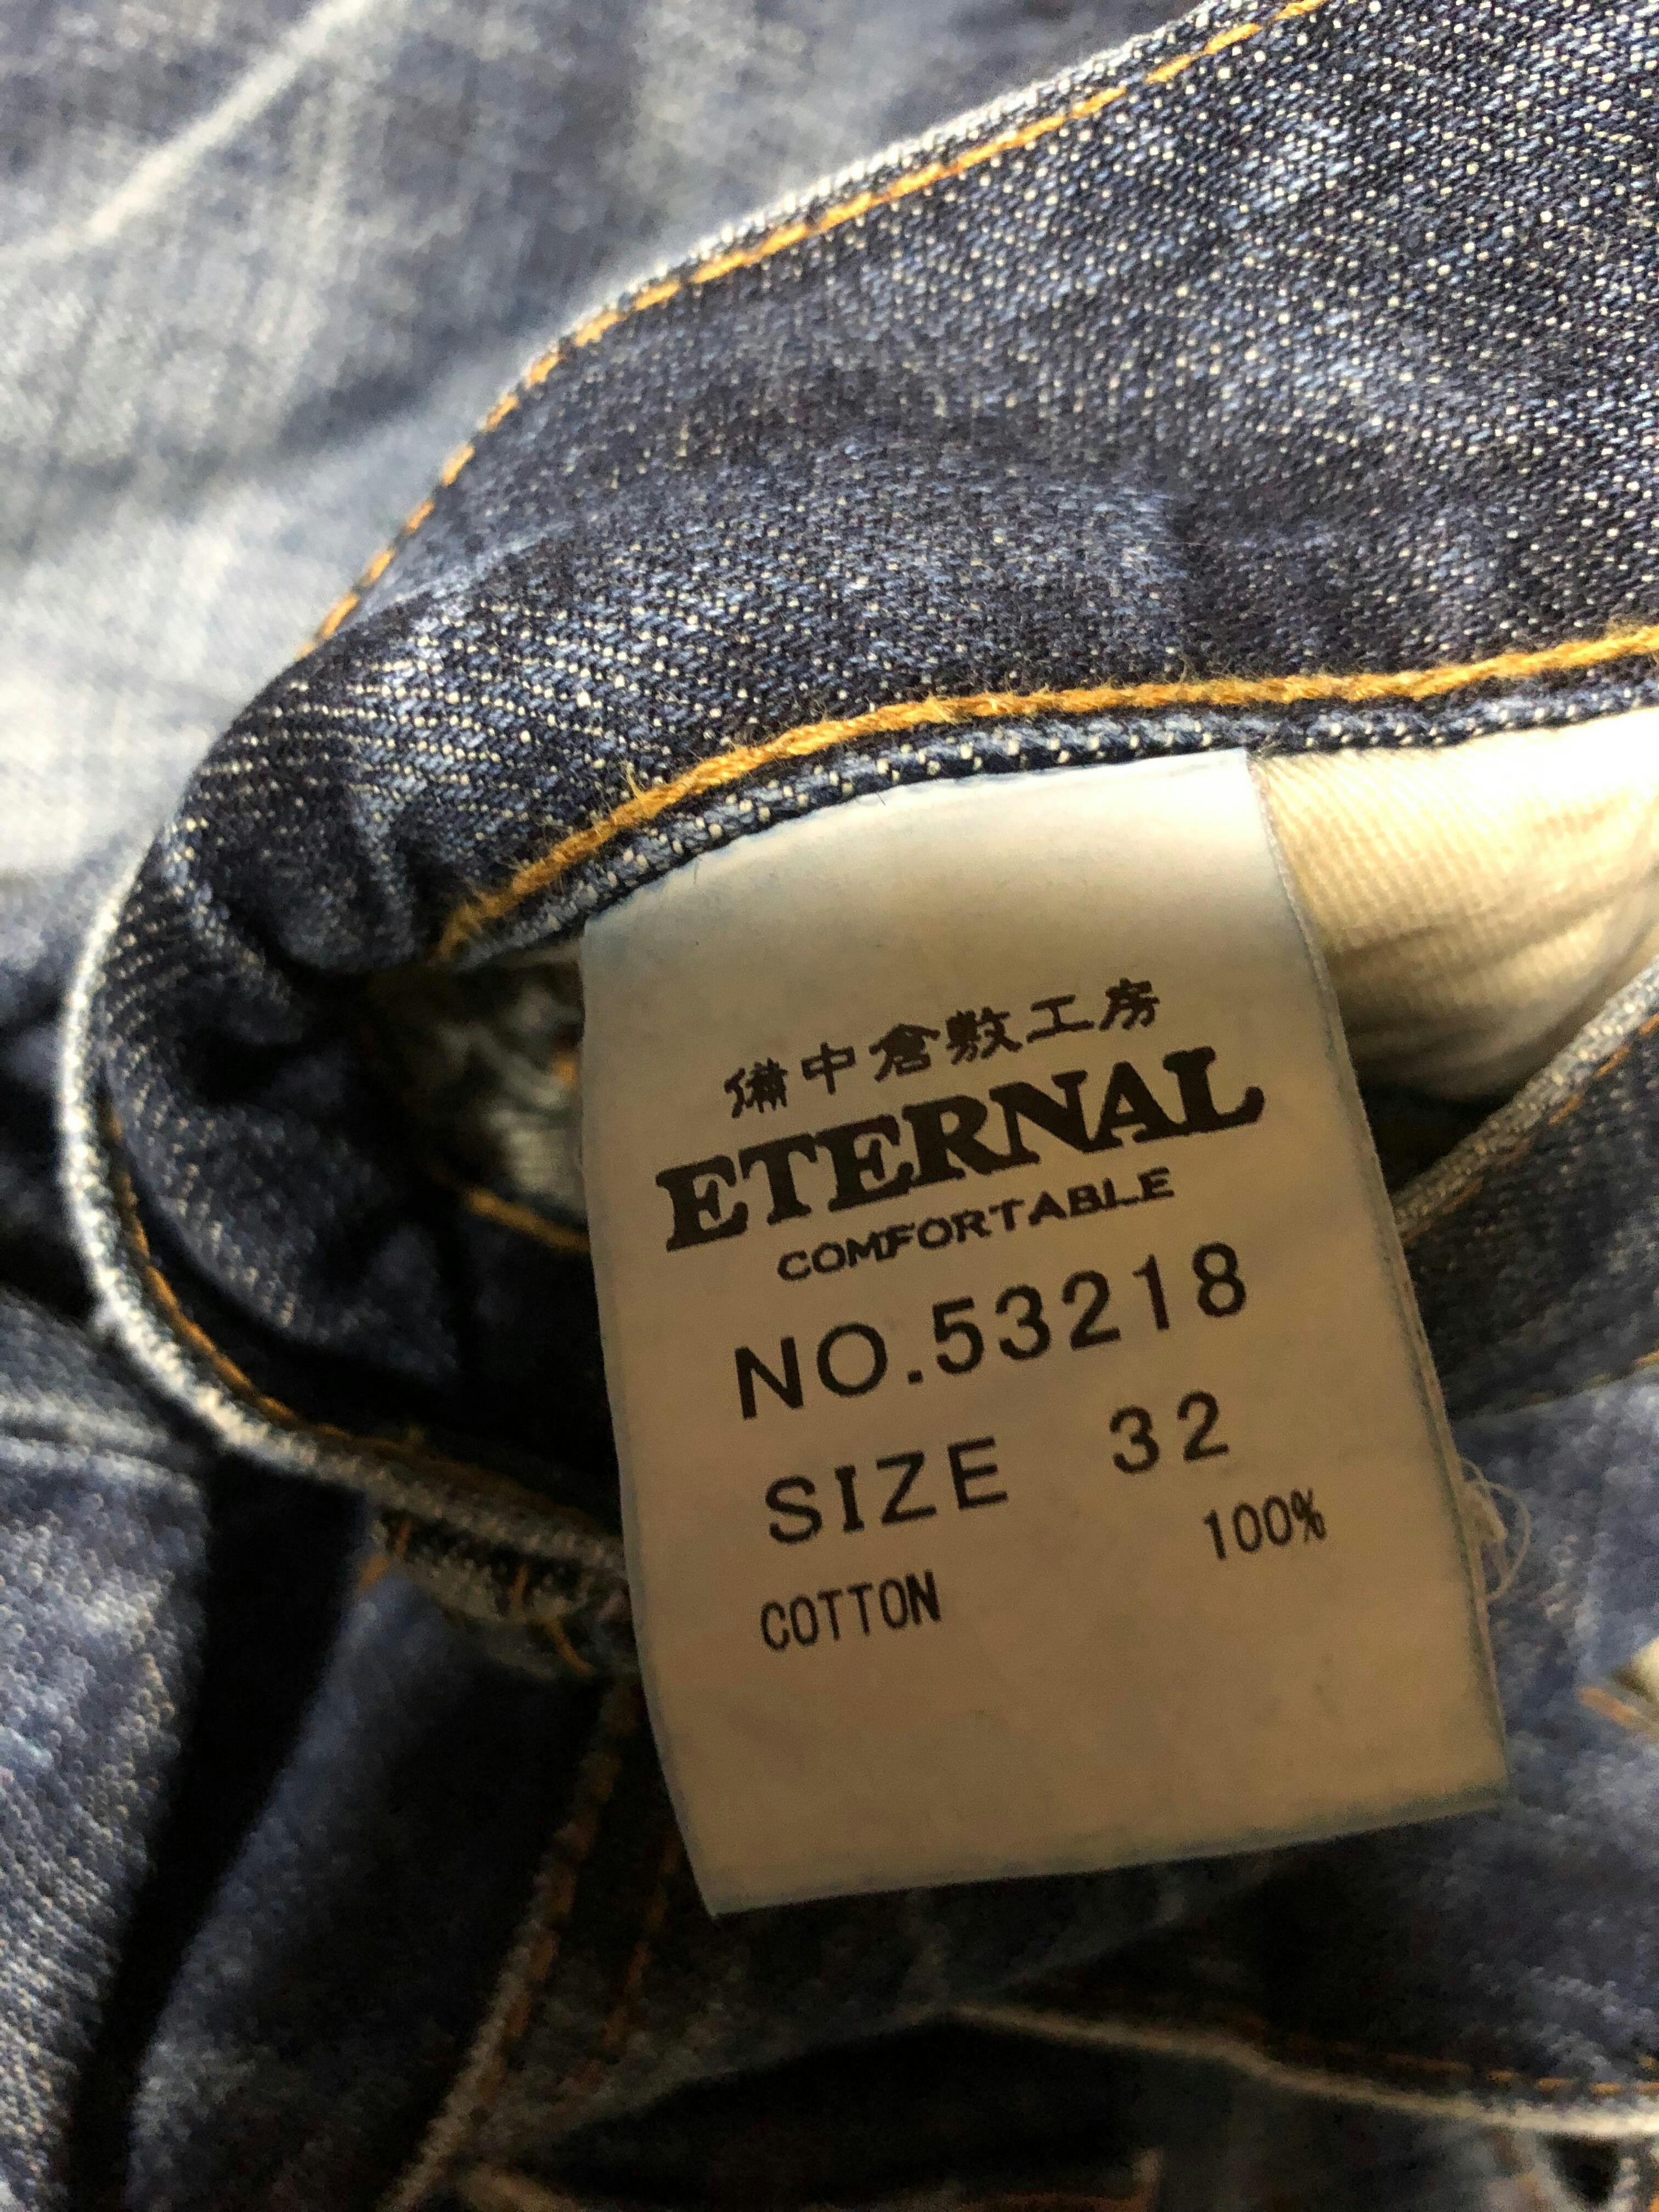 備中倉敷工房
ETERNAL
COMFORTABLE
NO.53218
SIZE 32
COTTON 100%